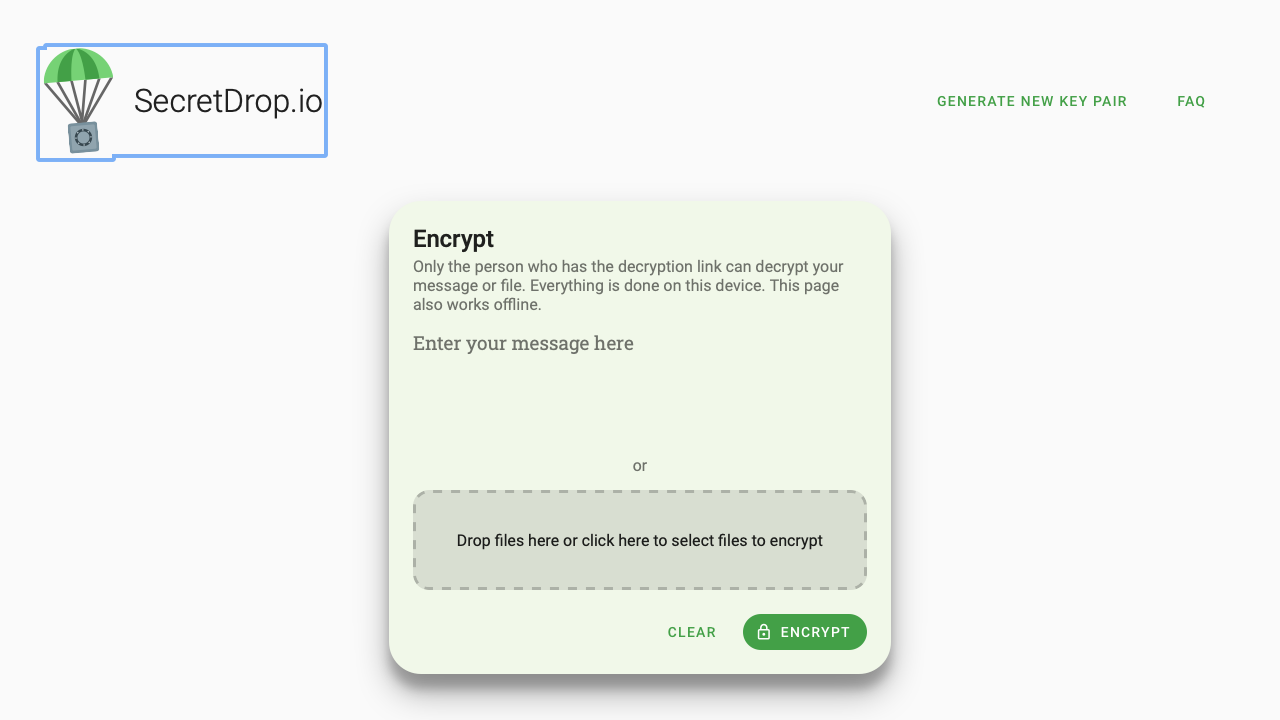 SecretDrop.io
GENERATE NEW KEY PAIR
FAQ
Encrypt
Only the person who has the decryption link can decrypt your
message or file. Everything is done on this device. This page
also works offline.
Enter your message here
or
Drop files here or click here to select files to encrypt
CLEAR
ENCRYPT